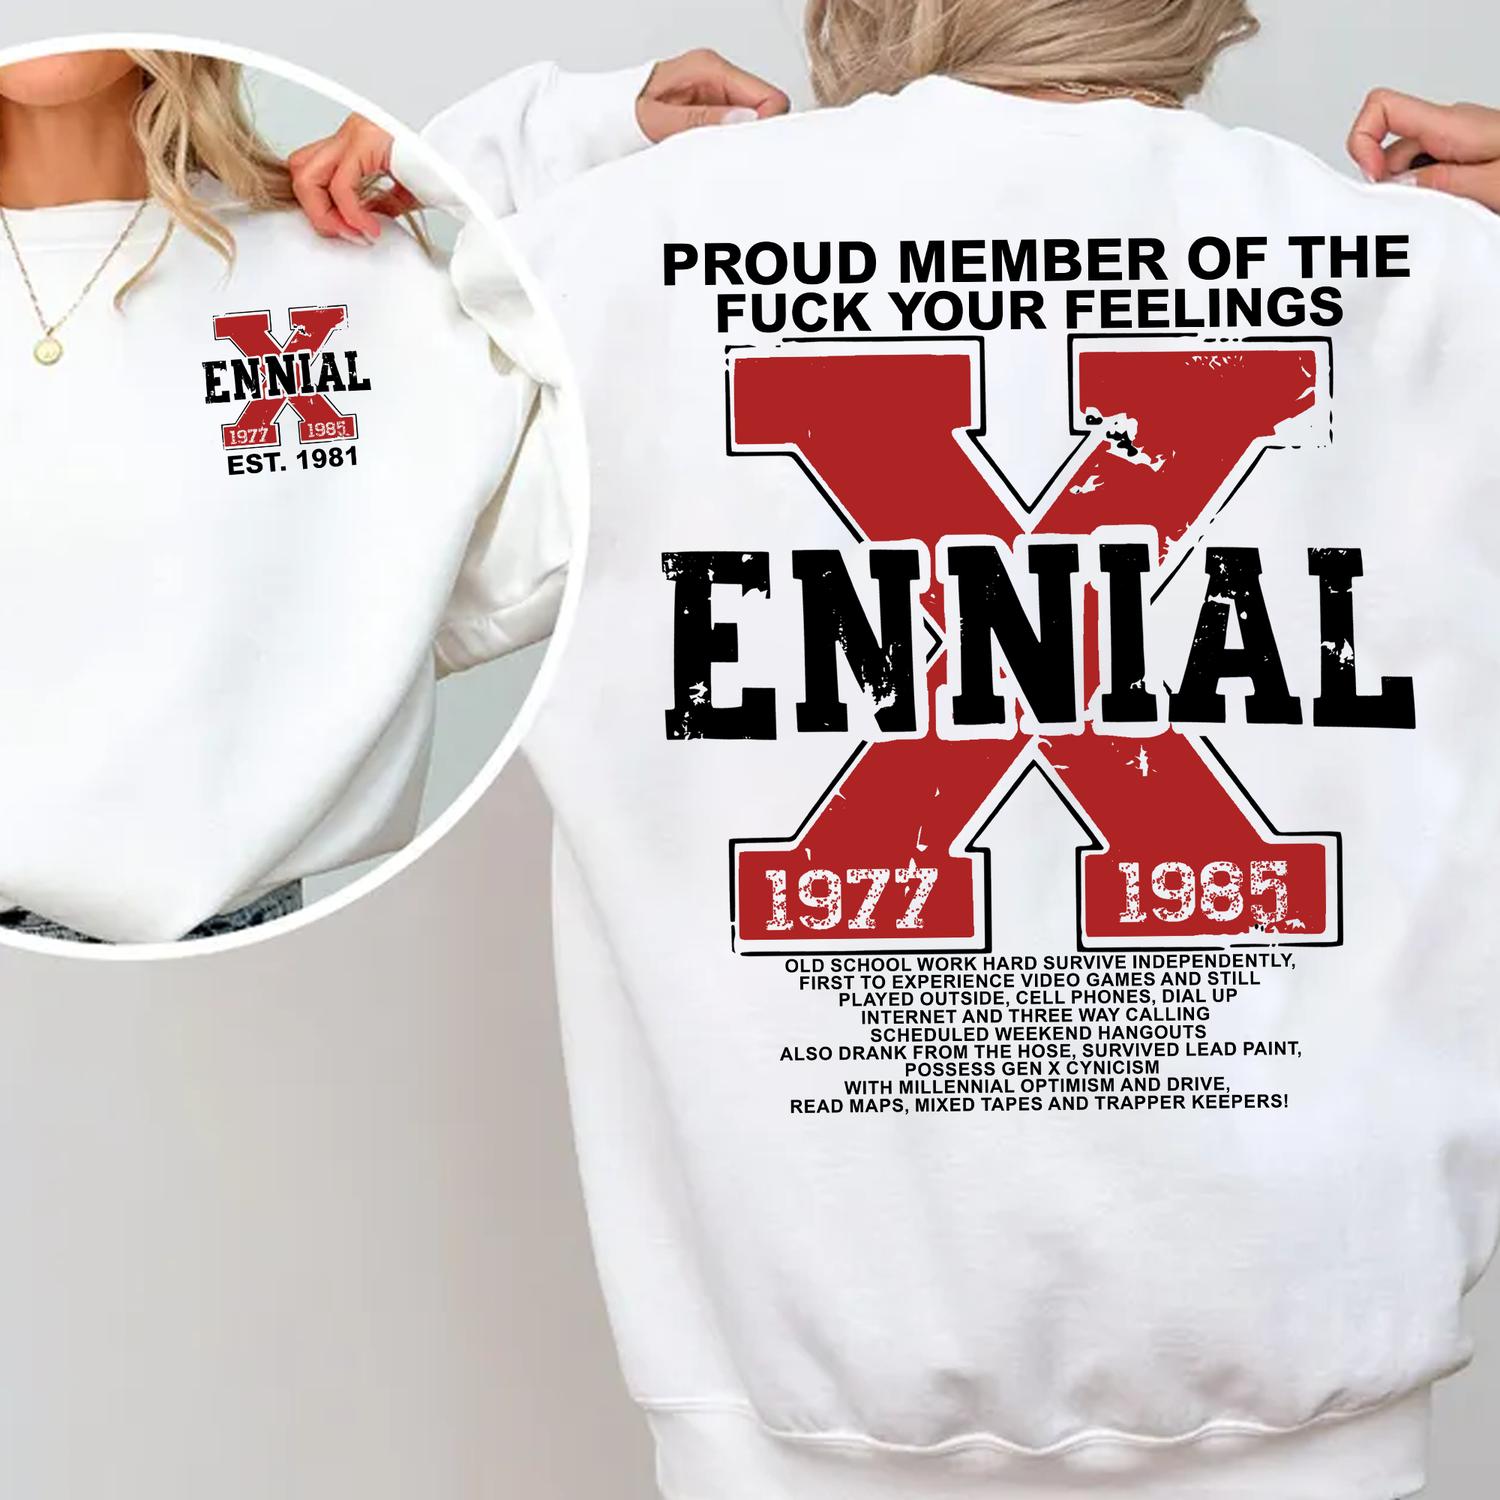 X
ENNIAL
1977 1985
EST. 1981
PROUD MEMBER OF THE
FUCK YOUR FEELINGS
X
ENNIAL
1977 1985
OLD SCHOOL WORK HARD SURVIVE INDEPENDENTLY,
FIRST TO EXPERIENCE VIDEO GAMES AND STILL
PLAYED OUTSIDE, CELL PHONES, DIAL UP
INTERNET AND THREE WAY CALLING
SCHEDULED WEEKEND HANGOUTS
ALSO DRANK FROM THE HOSE, SURVIVED LEAD PAINT,
POSSESS GEN X CYNICISM
WITH MILLENNIAL OPTIMISM AND DRIVE,
READ MAPS, MIXED TAPES AND TRAPPER KEEPERS!